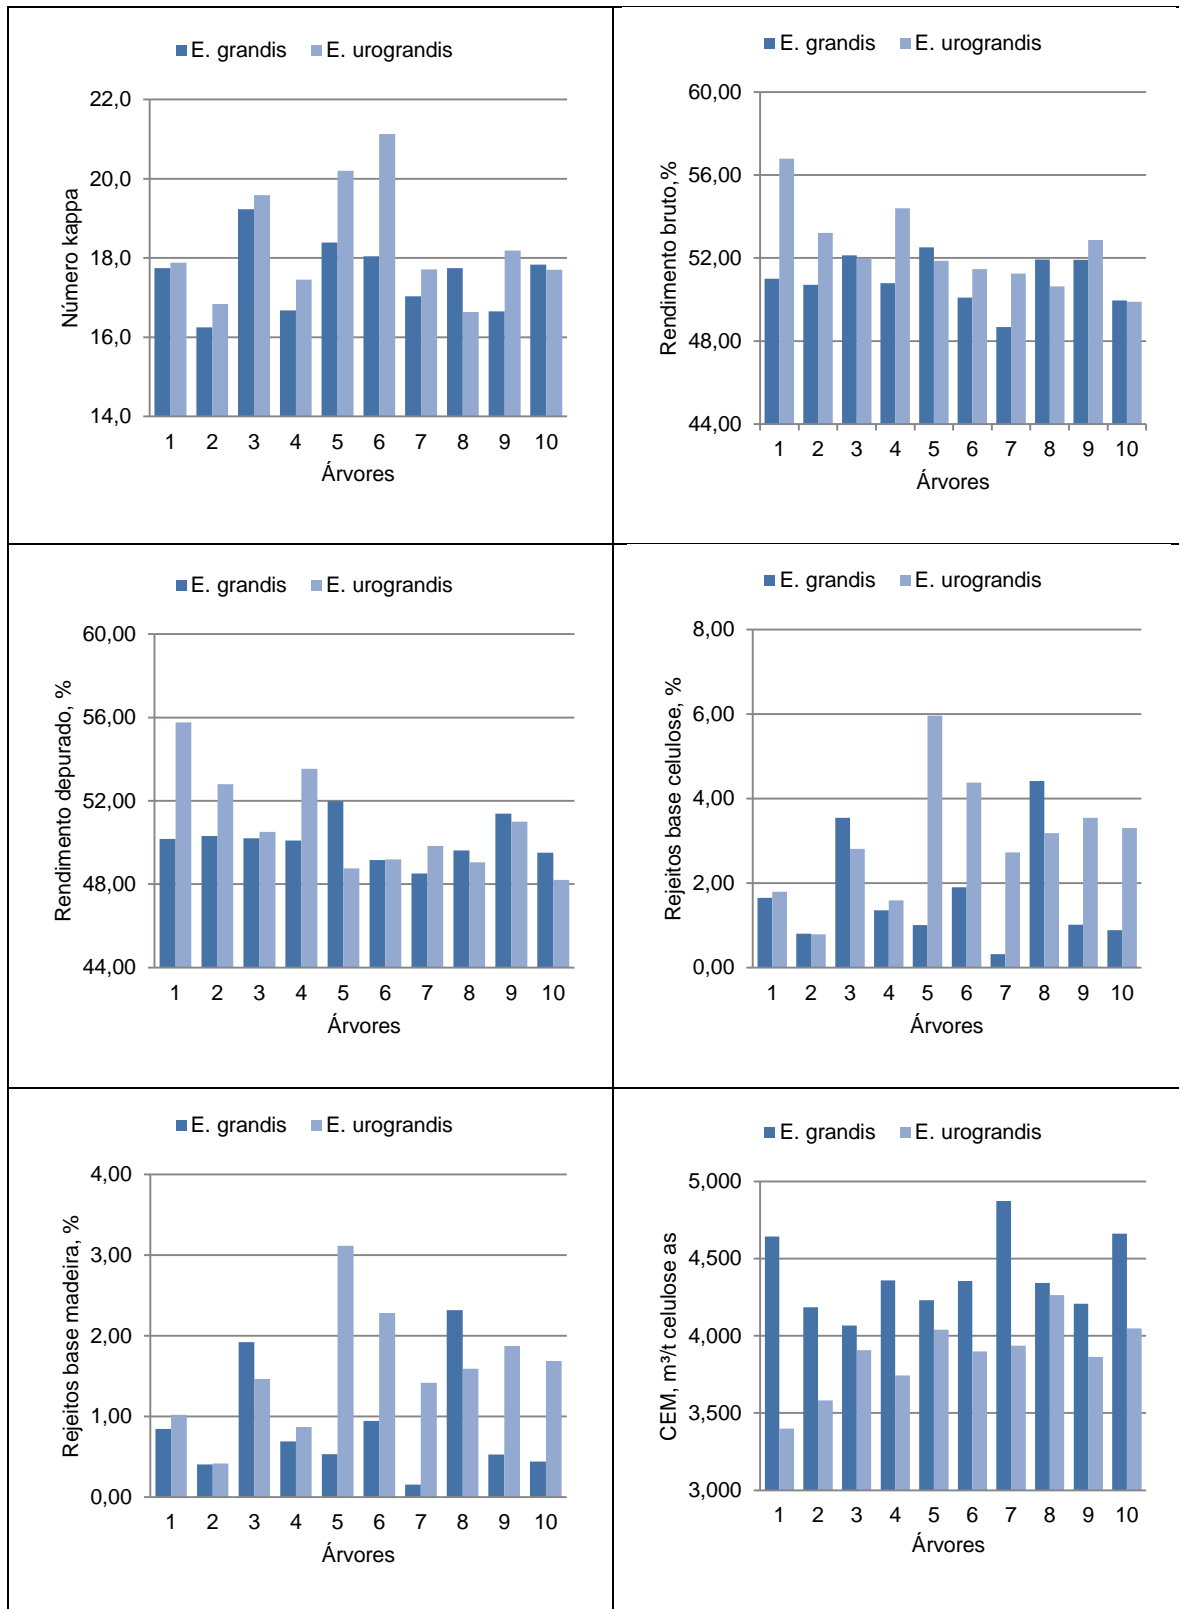 E. grandis E. urograndis
Número kappa
22,0
20,0
18,0
16,0
14,0
1 2 3 4 5 6 7 8 9 10
Árvores
E. grandis E. urograndis
Rendimento bruto,%
60,00
56,00
52,00
48,00
44,00
1 2 3 4 5 6 7 8 9 10
Árvores
E. grandis E. urograndis
Rendimento depurado, %
60,00
56,00
52,00
48,00
44,00
1 2 3 4 5 6 7 8 9 10
Árvores
E. grandis E. urograndis
Rejeitos base celulose, %
8,00
6,00
4,00
2,00
0,00
1 2 3 4 5 6 7 8 9 10
Árvores
E. grandis E. urograndis
Rejeitos base madeira, %
4,00
3,00
2,00
1,00
0,00
1 2 3 4 5 6 7 8 9 10
Árvores
E. grandis E. urograndis
CEM, m³/t celulose as
5,000
4,500
4,000
3,500
3,000
1 2 3 4 5 6 7 8 9 10
Árvores